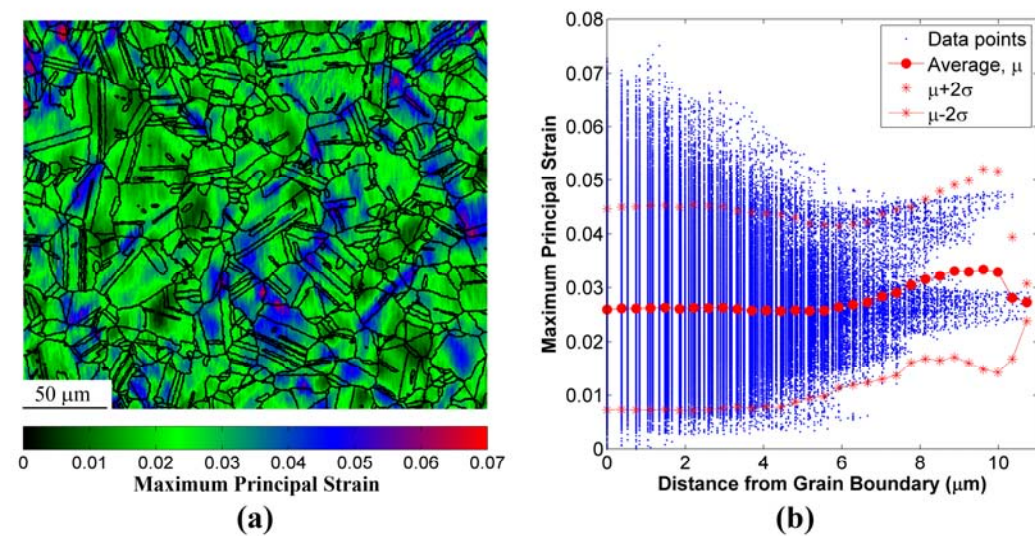 50 μm
0 0.01 0.02 0.03 0.04 0.05 0.06 0.07
Maximum Principal Strain
(a)
0.08
0.07
0.06
0.05
0.04
0.03
0.02
0.01
0
Maximum Principal Strain
Data points
Average, μ
μ+2σ
μ-2σ
0 2 4 6 8 10
Distance from Grain Boundary (μm)
(b)